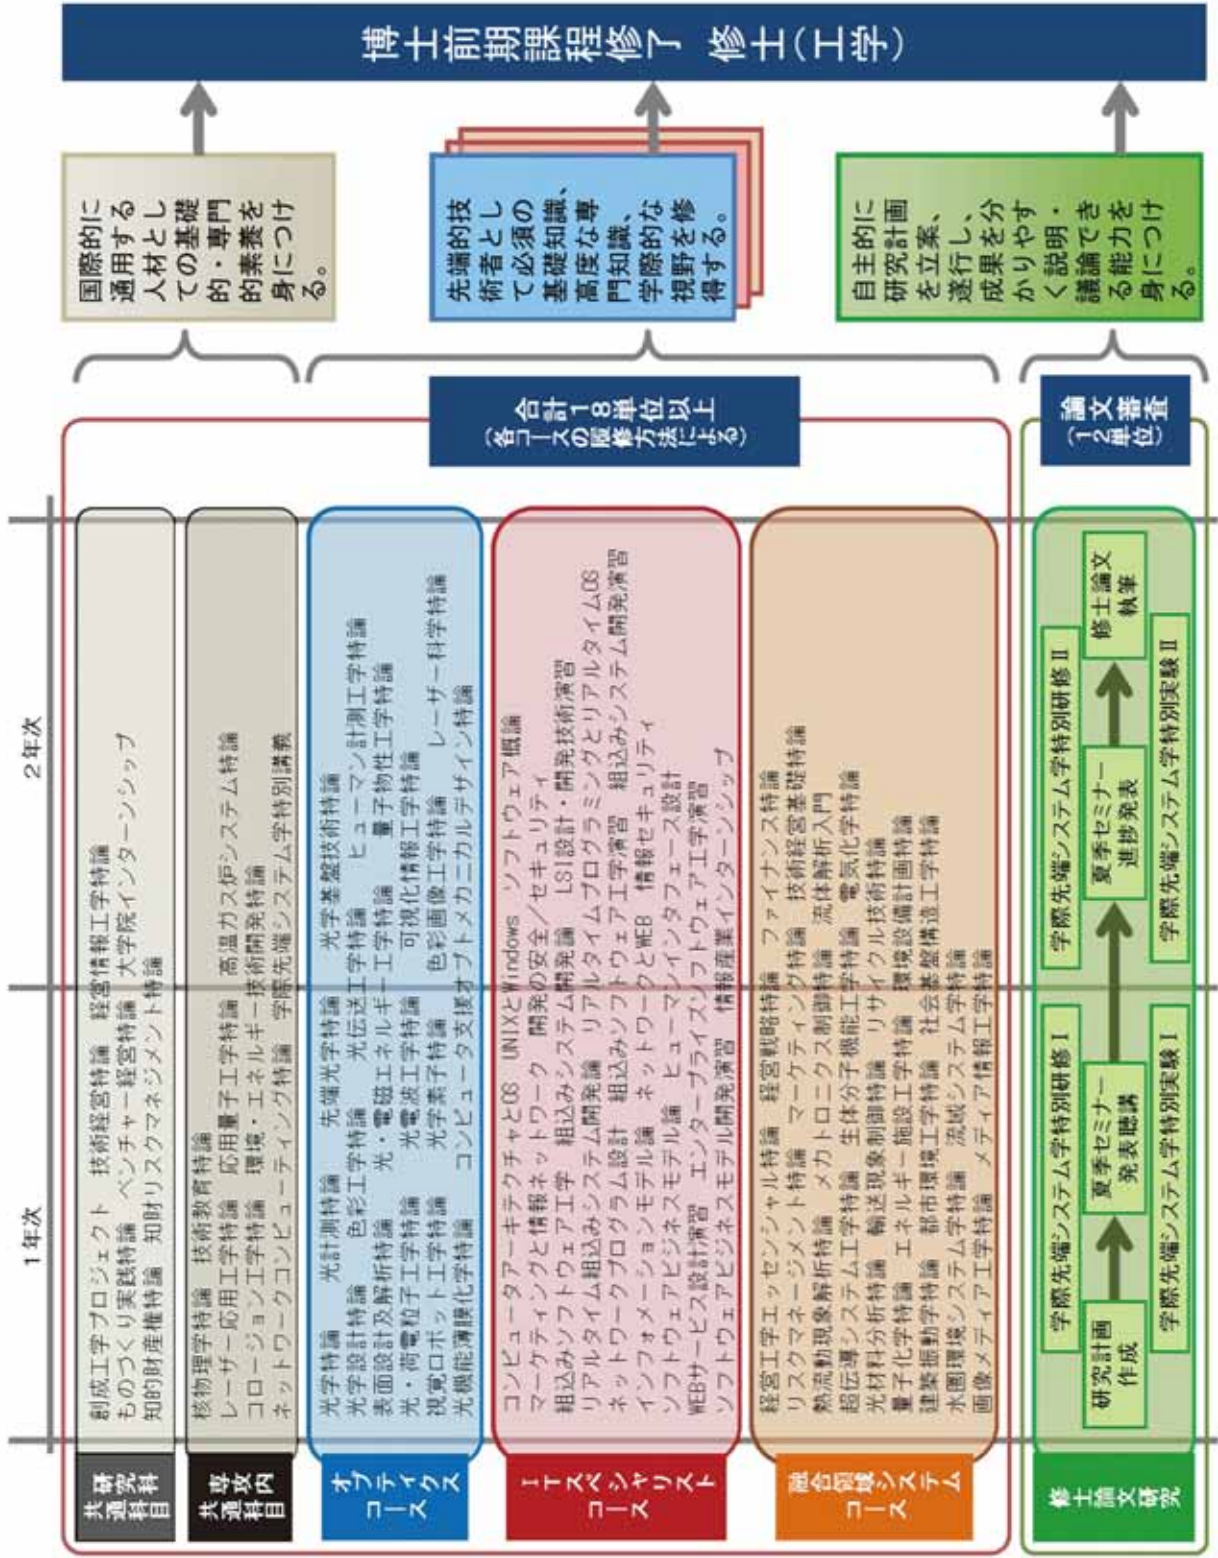 1年次
2年次
研究科
共通科目
創成工学プロジェクト 技術経営特論 経営情報工学特論
ものづくり実践特論 ベンチャー経営特論 大学院インターンシップ
知的財産権特論 知財リスクマネジメント特論
専攻内
共通科目
核物理学特論 技術教育特論
レーザー応用工学特論 応用量子工学特論 高温ガス炉システム特論
コロージョン工学特論 環境・エネルギー技術開発特論
ネットワークコンピューティング特論 学際先端システム学特別講義
オプティクス
コース
光学特論 光計測特論 先端光学特論 光学基盤技術特論
光学設計特論 色彩工学特論 光伝送工学特論 ヒューマン計測工学特論
表面設計及解析特論 光・電磁エネルギー工学特論 量子物性工学特論
光・荷電粒子工学特論 光電波工学特論 可視化情報工学特論
視覚ロボット工学特論 光学素子特論 色彩画像工学特論 レーザー科学特論
光機能薄膜化学特論 コンピュータ支援オプトメカニカルデザイン特論
ITスペシャリスト
コース
コンピュータアーキテクチャとOS UNIXとWindows ソフトウェア概論
マーケティングと情報ネットワーク 開発の安全/セキュリティ
組込みソフトウェア工学 組込みシステム開発論 LSI設計・開発技術演習
リアルタイム組込みシステム開発論 リアルタイムプログラミングとリアルタイムOS
ネットワークプログラム設計 組込みソフトウェア工学演習 組込みシステム開発演習
インフォメーションモデル論 ネットワークとWEB 情報セキュリティ
ソフトウェアビジネスモデル論 ヒューマンインタフェース設計
WEBサービス設計演習 エンタープライズソフトウェア工学演習
ソフトウェアビジネスモデル開発演習 情報産業インターンシップ
融合領域システム
コース
経営工学エッセンシャル特論 経営戦略特論 ファイナンス特論
リスクマネージメント特論 マーケティング特論 技術経営基礎特論
熱流動現象解析特論 メカトロニクス制御特論 流体解析入門
超伝導システム工学特論 生体分子機能工学特論 電気化学特論
光材料分析特論 輸送現象制御特論 リサイクル技術特論
量子化学特論 エネルギー施設工学特論 環境設備計画特論
建築振動学特論 都市環境工学特論 社会基盤構造工学特論
水圏環境システム学特論 流域システム学特論
画像メディア工学特論 メディア情報工学特論
修士論文研究
学際先端システム学特別研修Ⅰ
学際先端システム学特別研修Ⅱ
研究計画
作成
夏季セミナー
発表聴講
夏季セミナー
進捗発表
修士論文
執筆
学際先端システム学特別実験Ⅰ
学際先端システム学特別実験Ⅱ
合計18単位以上
(各コースの履修方法による)
論文審査
(12単位)
国際的に
通用する
人材とし
ての基礎
的・専門
的素養を
身につけ
る。
先端的技
術者とし
て必須の
基礎知識、
高度な専
門知識、
学際的な
視野を修
得する。
自主的に
研究計画
を立案、
遂行し、
成果を分
かりやす
く説明・
議論でき
る能力を
身につけ
る。
博士前期課程修了 修士(工学)